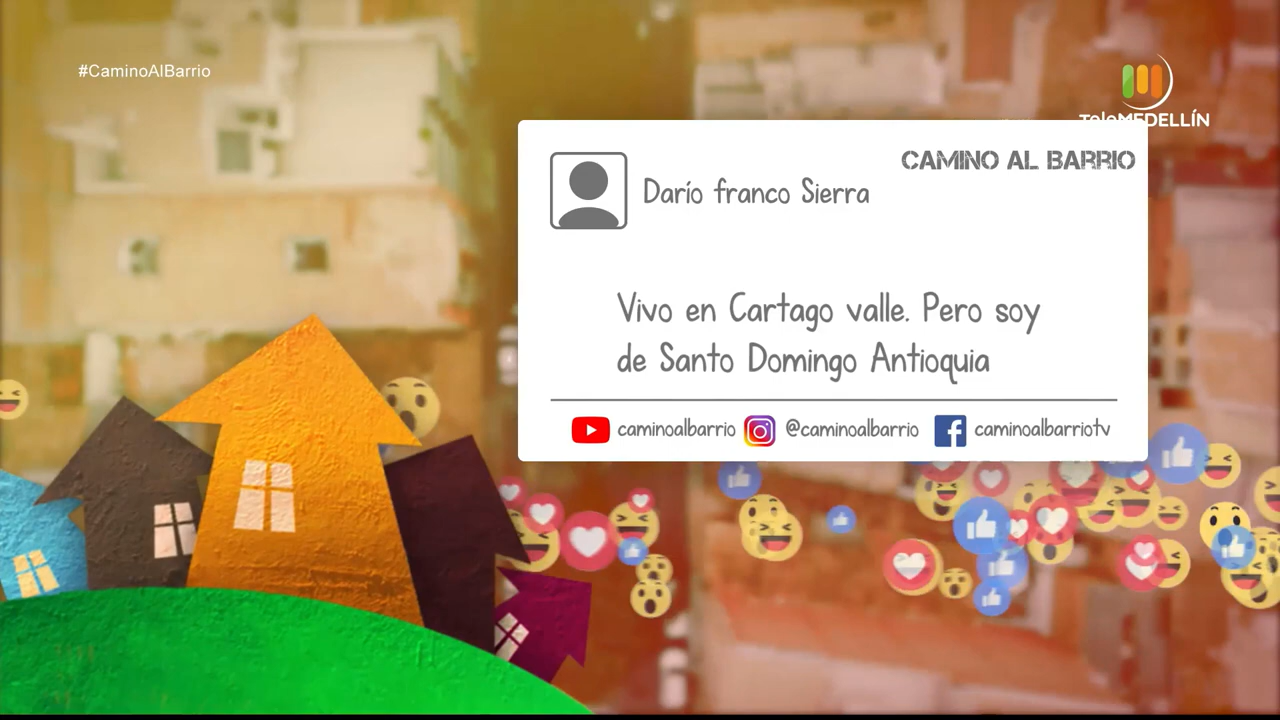 #CaminoAlBarrio
TeleMEDELLÍN
CAMINO AL BARRIO
Darío franco Sierra
Vivo en Cartago valle. Pero soy
de Santo Domingo Antioquia
caminoalbarrio @caminoalbarrio caminoalbarriotv